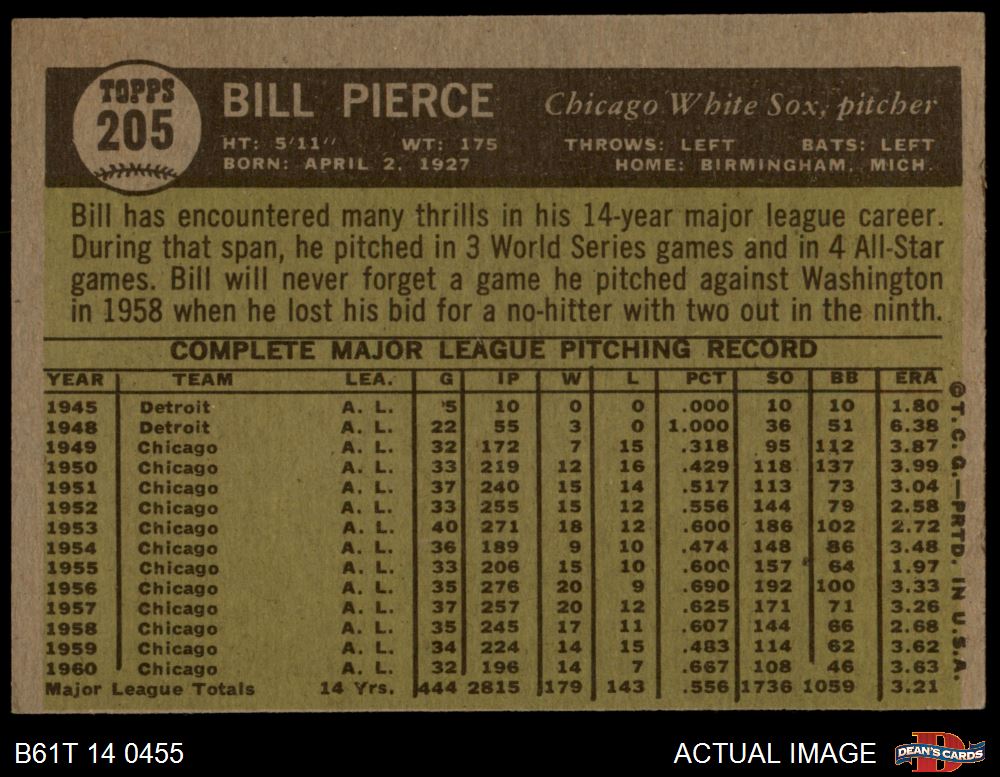 TOPPS
205
BILL PIERCE
Chicago White Sox, pitcher
HT: 5'11" WT: 175 THROWS: LEFT BATS: LEFT
BORN: APRIL 2, 1927 HOME: BIRMINGHAM, MICH.
Bill has encountered many thrills in his 14-year major league career.
During that span, he pitched in 3 World Series games and in 4 All-Star
games. Bill will never forget a game he pitched against Washington
in 1958 when he lost his bid for a no-hitter with two out in the ninth.
COMPLETE MAJOR LEAGUE PITCHING RECORD
YEAR TEAM LEA. G IP W L PCT SO BB ERA
1945 Detroit A. L. 5 10 0 0 .000 10 10 1.80
1948 Detroit A. L. 22 55 3 0 1.000 36 51 6.38
1949 Chicago A. L. 32 172 7 15 .318 95 112 3.87
1950 Chicago A. L. 33 219 12 16 .429 118 137 3.99
1951 Chicago A. L. 37 240 15 14 .517 113 73 3.04
1952 Chicago A. L. 33 255 15 12 .556 144 79 2.58
1953 Chicago A. L. 40 271 18 12 .600 186 102 2.72
1954 Chicago A. L. 36 189 9 10 .474 148 86 3.48
1955 Chicago A. L. 33 206 15 10 .600 157 64 1.97
1956 Chicago A. L. 35 276 20 9 .690 192 100 3.33
1957 Chicago A. L. 37 257 20 12 .625 171 71 3.26
1958 Chicago A. L. 35 245 17 11 .607 144 66 2.68
1959 Chicago A. L. 34 224 14 15 .483 114 62 3.62
1960 Chicago A. L. 32 196 14 7 .667 108 46 3.63
Major League Totals 14 Yrs. 444 2815 179 143 .556 1736 1059 3.21
© T. C. G.—PRTD. IN U.S.A.
B61T 14 0455
ACTUAL IMAGE
D
DEAN'S CARDS